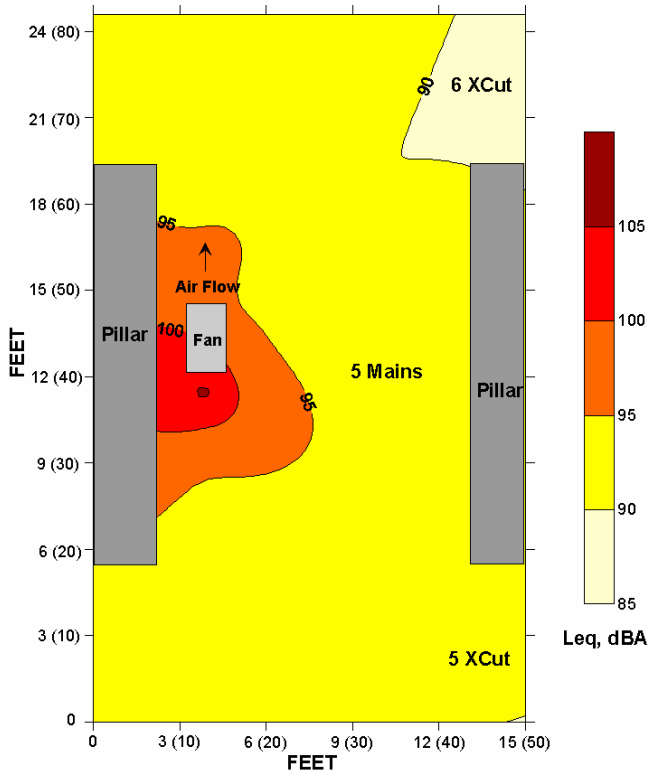 24 (80)
90
6 XCut
21 (70)
18 (60)
95
105
15 (50)
Air Flow
100
Pillar
100
Fan
FEET
12 (40)
5 Mains
Pillar
95
95
9 (30)
90
6 (20)
85
3 (10)
5 XCut
Leq, dBA
0
0
3 (10)
6 (20)
9 (30)
12 (40)
15 (50)
FEET